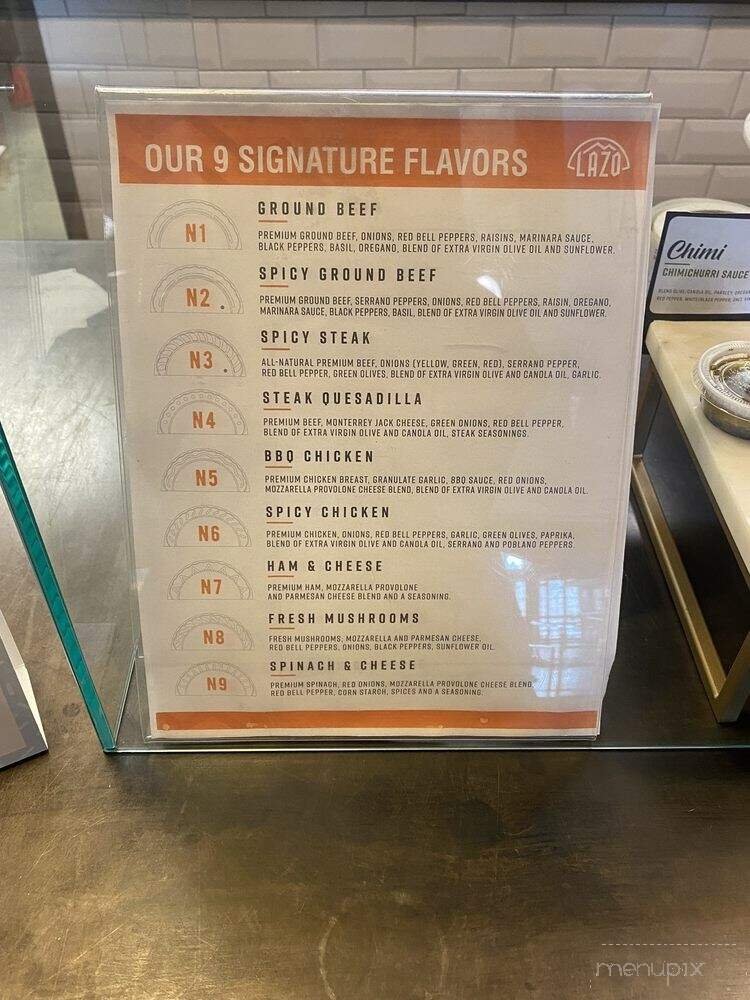 OUR 9 SIGNATURE FLAVORS
LAZO
N1
GROUND BEEF
PREMIUM GROUND BEEF, ONIONS, RED BELL PEPPERS, RAISINS, MARINARA SAUCE,
BLACK PEPPERS, BASIL, OREGANO, BLEND OF EXTRA VIRGIN OLIVE OIL AND SUNFLOWER.
N2
SPICY GROUND BEEF
PREMIUM GROUND BEEF, SERRANO PEPPERS, ONIONS, RED BELL PEPPERS, RAISIN, OREGANO,
MARINARA SAUCE, BLACK PEPPERS, BASIL, BLEND OF EXTRA VIRGIN OLIVE OIL AND SUNFLOWER.
N3
SPICY STEAK
ALL-NATURAL PREMIUM BEEF, ONIONS (YELLOW, GREEN, RED), SERRANO PEPPER,
RED BELL PEPPER, GREEN OLIVES, BLEND OF EXTRA VIRGIN OLIVE AND CANOLA OIL, GARLIC.
N4
STEAK QUESADILLA
PREMIUM BEEF, MONTERREY JACK CHEESE, GREEN ONIONS, RED BELL PEPPER,
BLEND OF EXTRA VIRGIN OLIVE AND CANOLA OIL, STEAK SEASONINGS.
N5
BBQ CHICKEN
PREMIUM CHICKEN BREAST, GRANULATE GARLIC, BBQ SAUCE, RED ONIONS,
MOZZARELLA PROVOLONE CHEESE BLEND, BLEND OF EXTRA VIRGIN OLIVE AND CANOLA OIL.
N6
SPICY CHICKEN
PREMIUM CHICKEN, ONIONS, RED BELL PEPPERS, GARLIC, GREEN OLIVES, PAPRIKA,
BLEND OF EXTRA VIRGIN OLIVE AND CANOLA OIL, SERRANO AND POBLANO PEPPERS.
N7
HAM & CHEESE
PREMIUM HAM, MOZZARELLA PROVOLONE
AND PARMESAN CHEESE BLEND AND A SEASONING.
N8
FRESH MUSHROOMS
FRESH MUSHROOMS, MOZZARELLA AND PARMESAN CHEESE,
RED BELL PEPPERS, ONIONS, BLACK PEPPERS, SUNFLOWER OIL.
N9
SPINACH & CHEESE
PREMIUM SPINACH, RED ONIONS, MOZZARELLA PROVOLONE CHEESE BLEND,
RED BELL PEPPER, CORN STARCH, SPICES AND A SEASONING.
Chimi
CHIMICHURRI SAUCE
BLEND OLIVE/CANOLA OIL, PARSLEY,
RED PEPPER, WHITE/BLACK PEPPER,
menupix